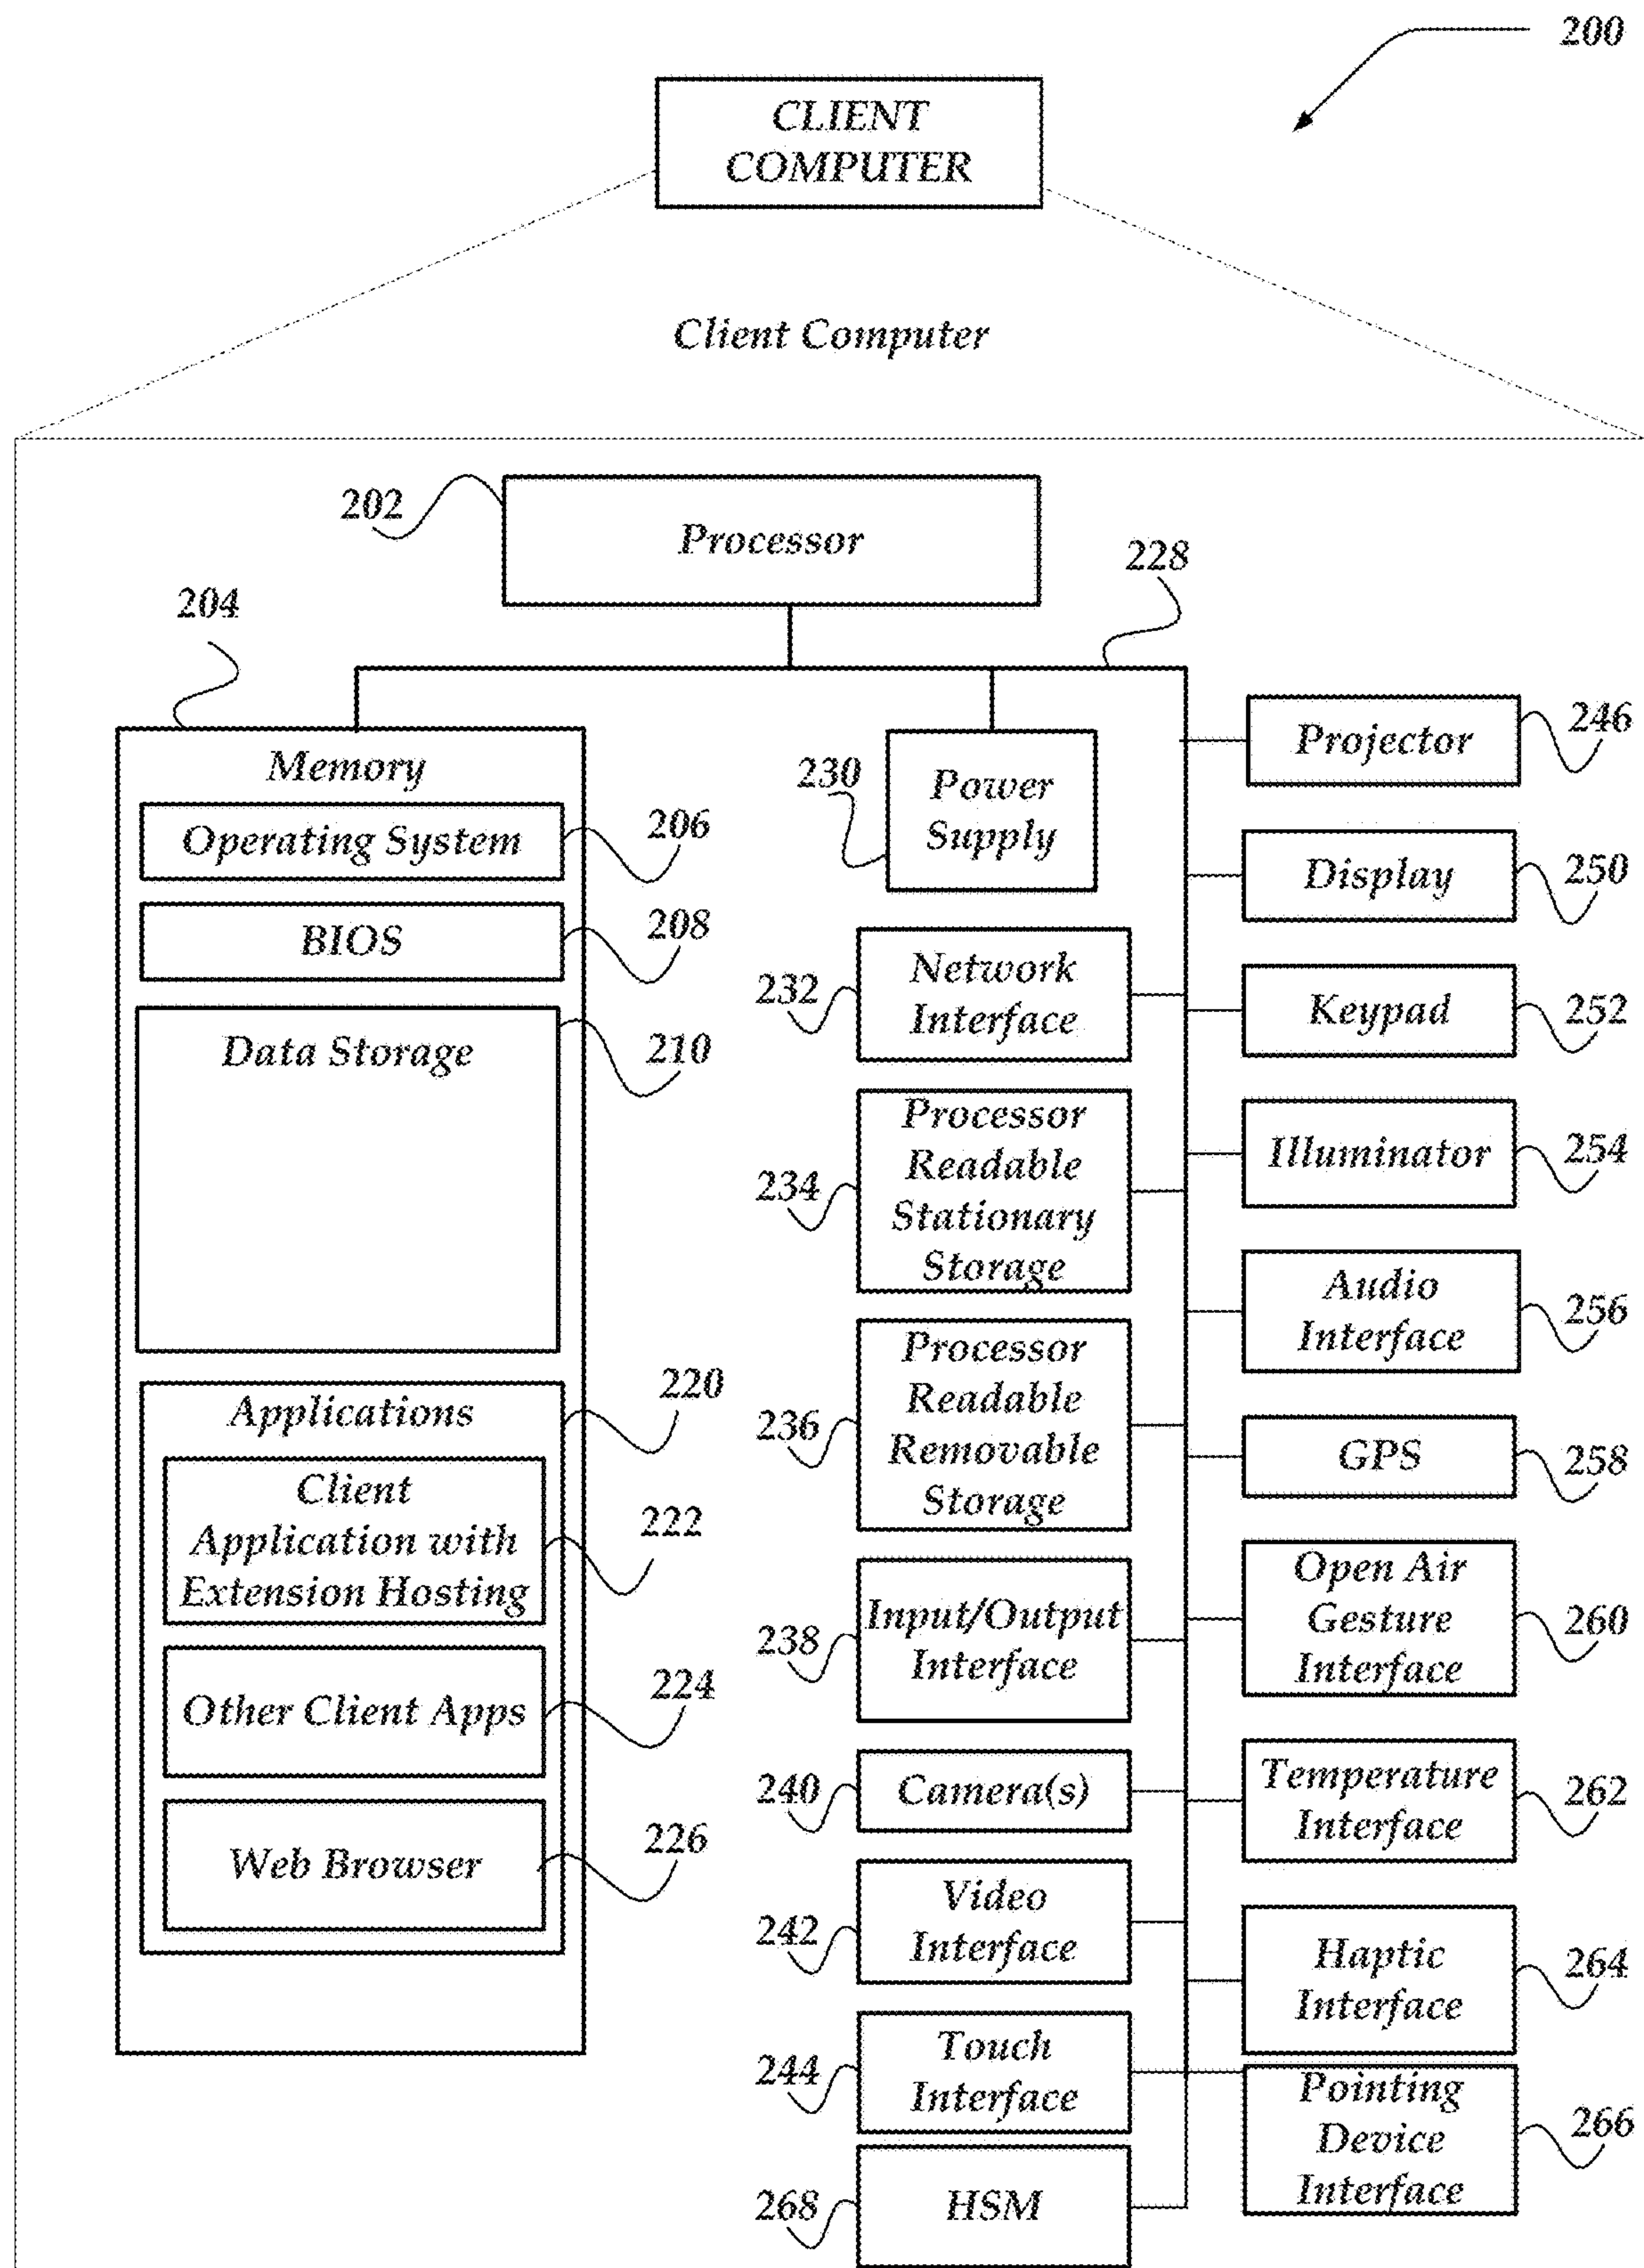 200
CLIENT
COMPUTER
Client Computer
202
Processor
228
204
Memory
Operating System
206
BIOS
208
Data Storage
210
Applications
220
Client
Application with
Extension Hosting
222
Other Client Apps
224
Web Browser
226
230
Power
Supply
232
Network
Interface
234
Processor
Readable
Stationary
Storage
236
Processor
Readable
Removable
Storage
238
Input/Output
Interface
240
Camera(s)
242
Video
Interface
244
Touch
Interface
268
HSM
Projector
246
Display
250
Keypad
252
Illuminator
254
Audio
Interface
256
GPS
258
Open Air
Gesture
Interface
260
Temperature
Interface
262
Haptic
Interface
264
Pointing
Device
Interface
266